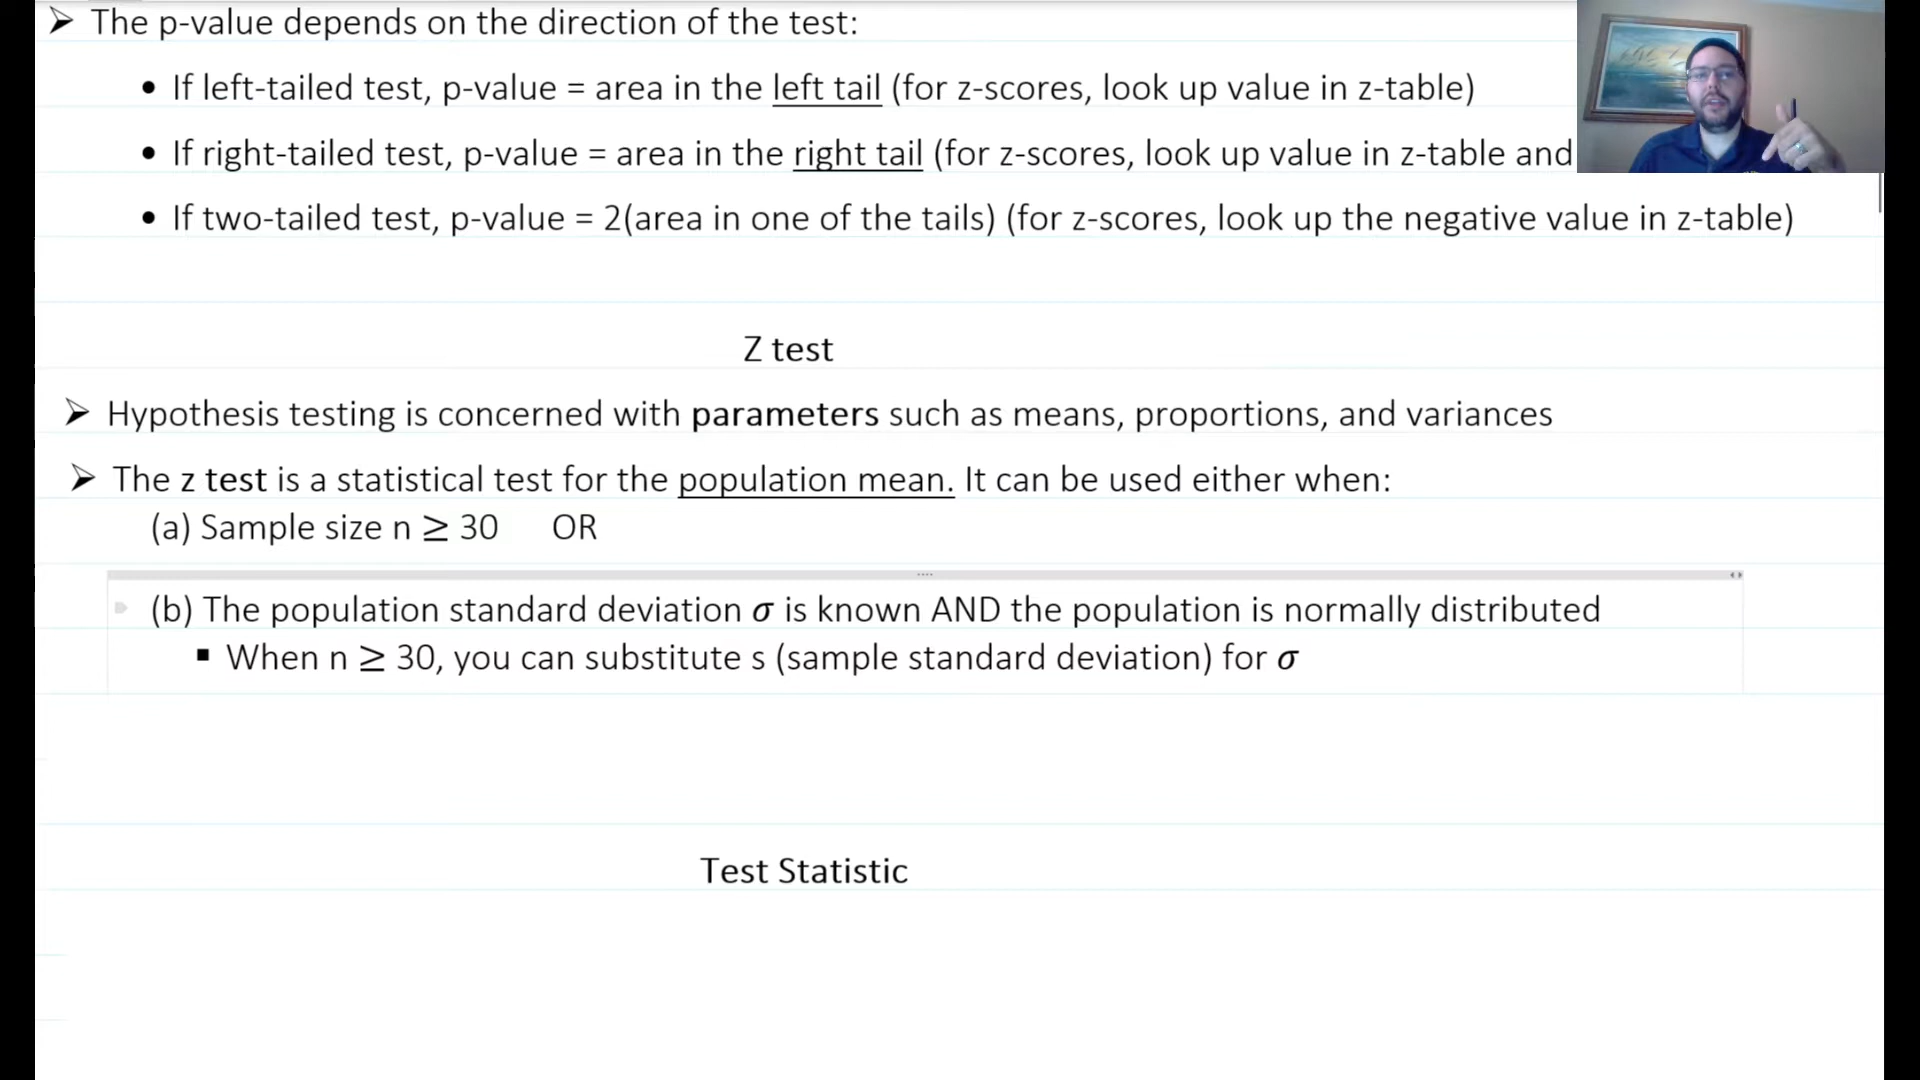 The p-value depends on the direction of the test:
• If left-tailed test, p-value = area in the left tail (for z-scores, look up value in z-table)
• If right-tailed test, p-value = area in the right tail (for z-scores, look up value in z-table and
• If two-tailed test, p-value = 2(area in one of the tails) (for z-scores, look up the negative value in z-table)
Z test
Hypothesis testing is concerned with parameters such as means, proportions, and variances
The z test is a statistical test for the population mean. It can be used either when:
(a) Sample size n ≥ 30 OR
(b) The population standard deviation σ is known AND the population is normally distributed
▪ When n ≥ 30, you can substitute s (sample standard deviation) for σ
Test Statistic